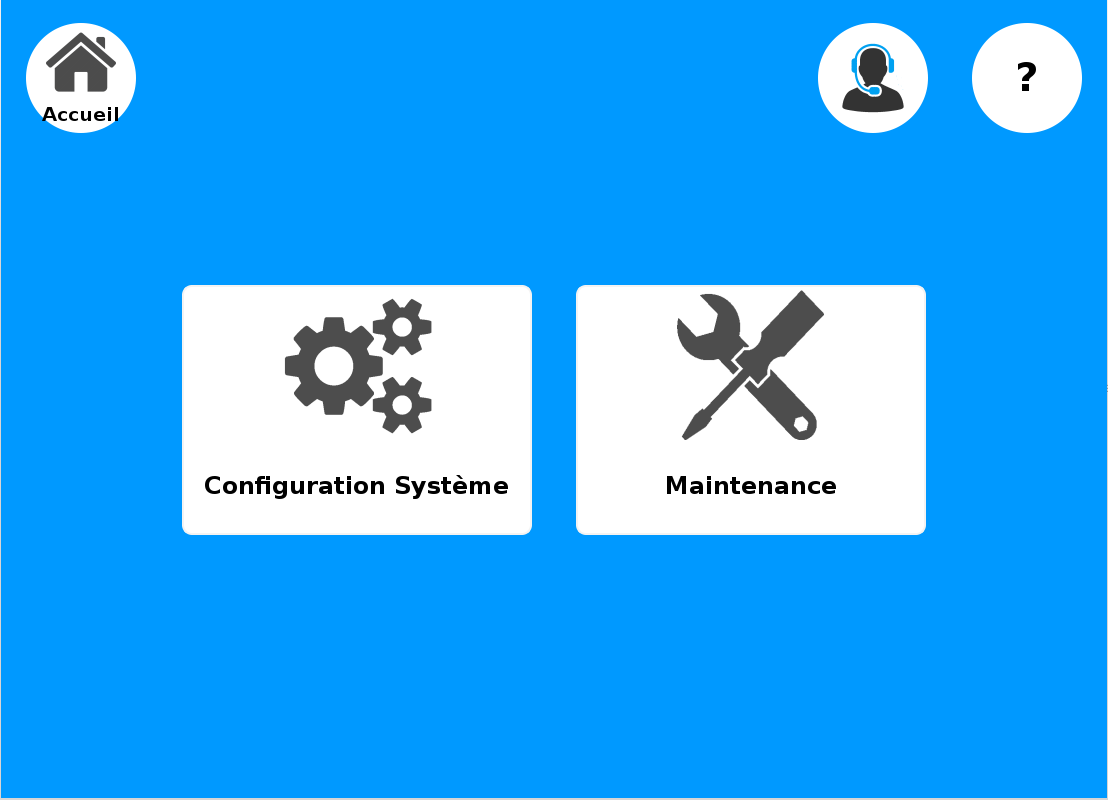 Accueil
?
Configuration Système
Maintenance